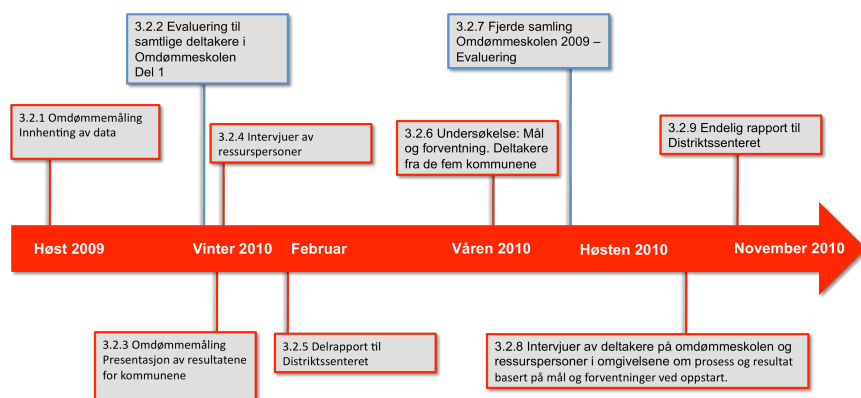 3.2.2 Evaluering til
samtlige deltakere i
Omdømmeskolen
Del 1
3.2.7 Fjerde samling
Omdømmeskolen 2009 –
Evaluering
3.2.1 Omdømmemåling
Innhenting av data
3.2.4 Intervjuer av
ressurspersoner
3.2.6 Undersøkelse: Mål
og forventning. Deltakere
fra de fem kommunene
3.2.9 Endelig rapport til
Distriktssenteret
Høst 2009
Vinter 2010
Februar
Våren 2010
Høsten 2010
November 2010
3.2.3 Omdømmemåling
Presentasjon av resultatene
for kommunene
3.2.5 Delrapport til
Distriktssenteret
3.2.8 Intervjuer av deltakere på omdømmeskolen og
ressurspersoner i omgivelsene om prosess og resultat
basert på mål og forventninger ved oppstart.